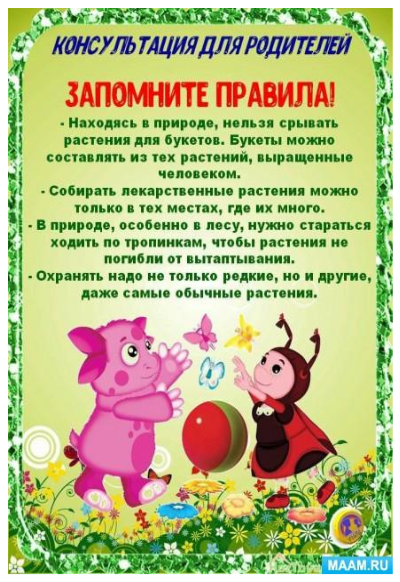 КОНСУЛЬТАЦИЯ ДЛЯ РОДИТЕЛЕЙ
ЗАПОМНИТЕ ПРАВИЛА!
- Находясь в природе, нельзя срывать
растения для букетов. Букеты можно
составлять из тех растений, выращенные
человеком.
- Собирать лекарственные растения можно
только в тех местах, где их много.
- В природе, особенно в лесу, нужно стараться
ходить по тропинкам, чтобы растения не
погибли от вытаптывания.
- Охранять надо не только редкие, но и другие,
даже самые обычные растения.
MAAM.RU